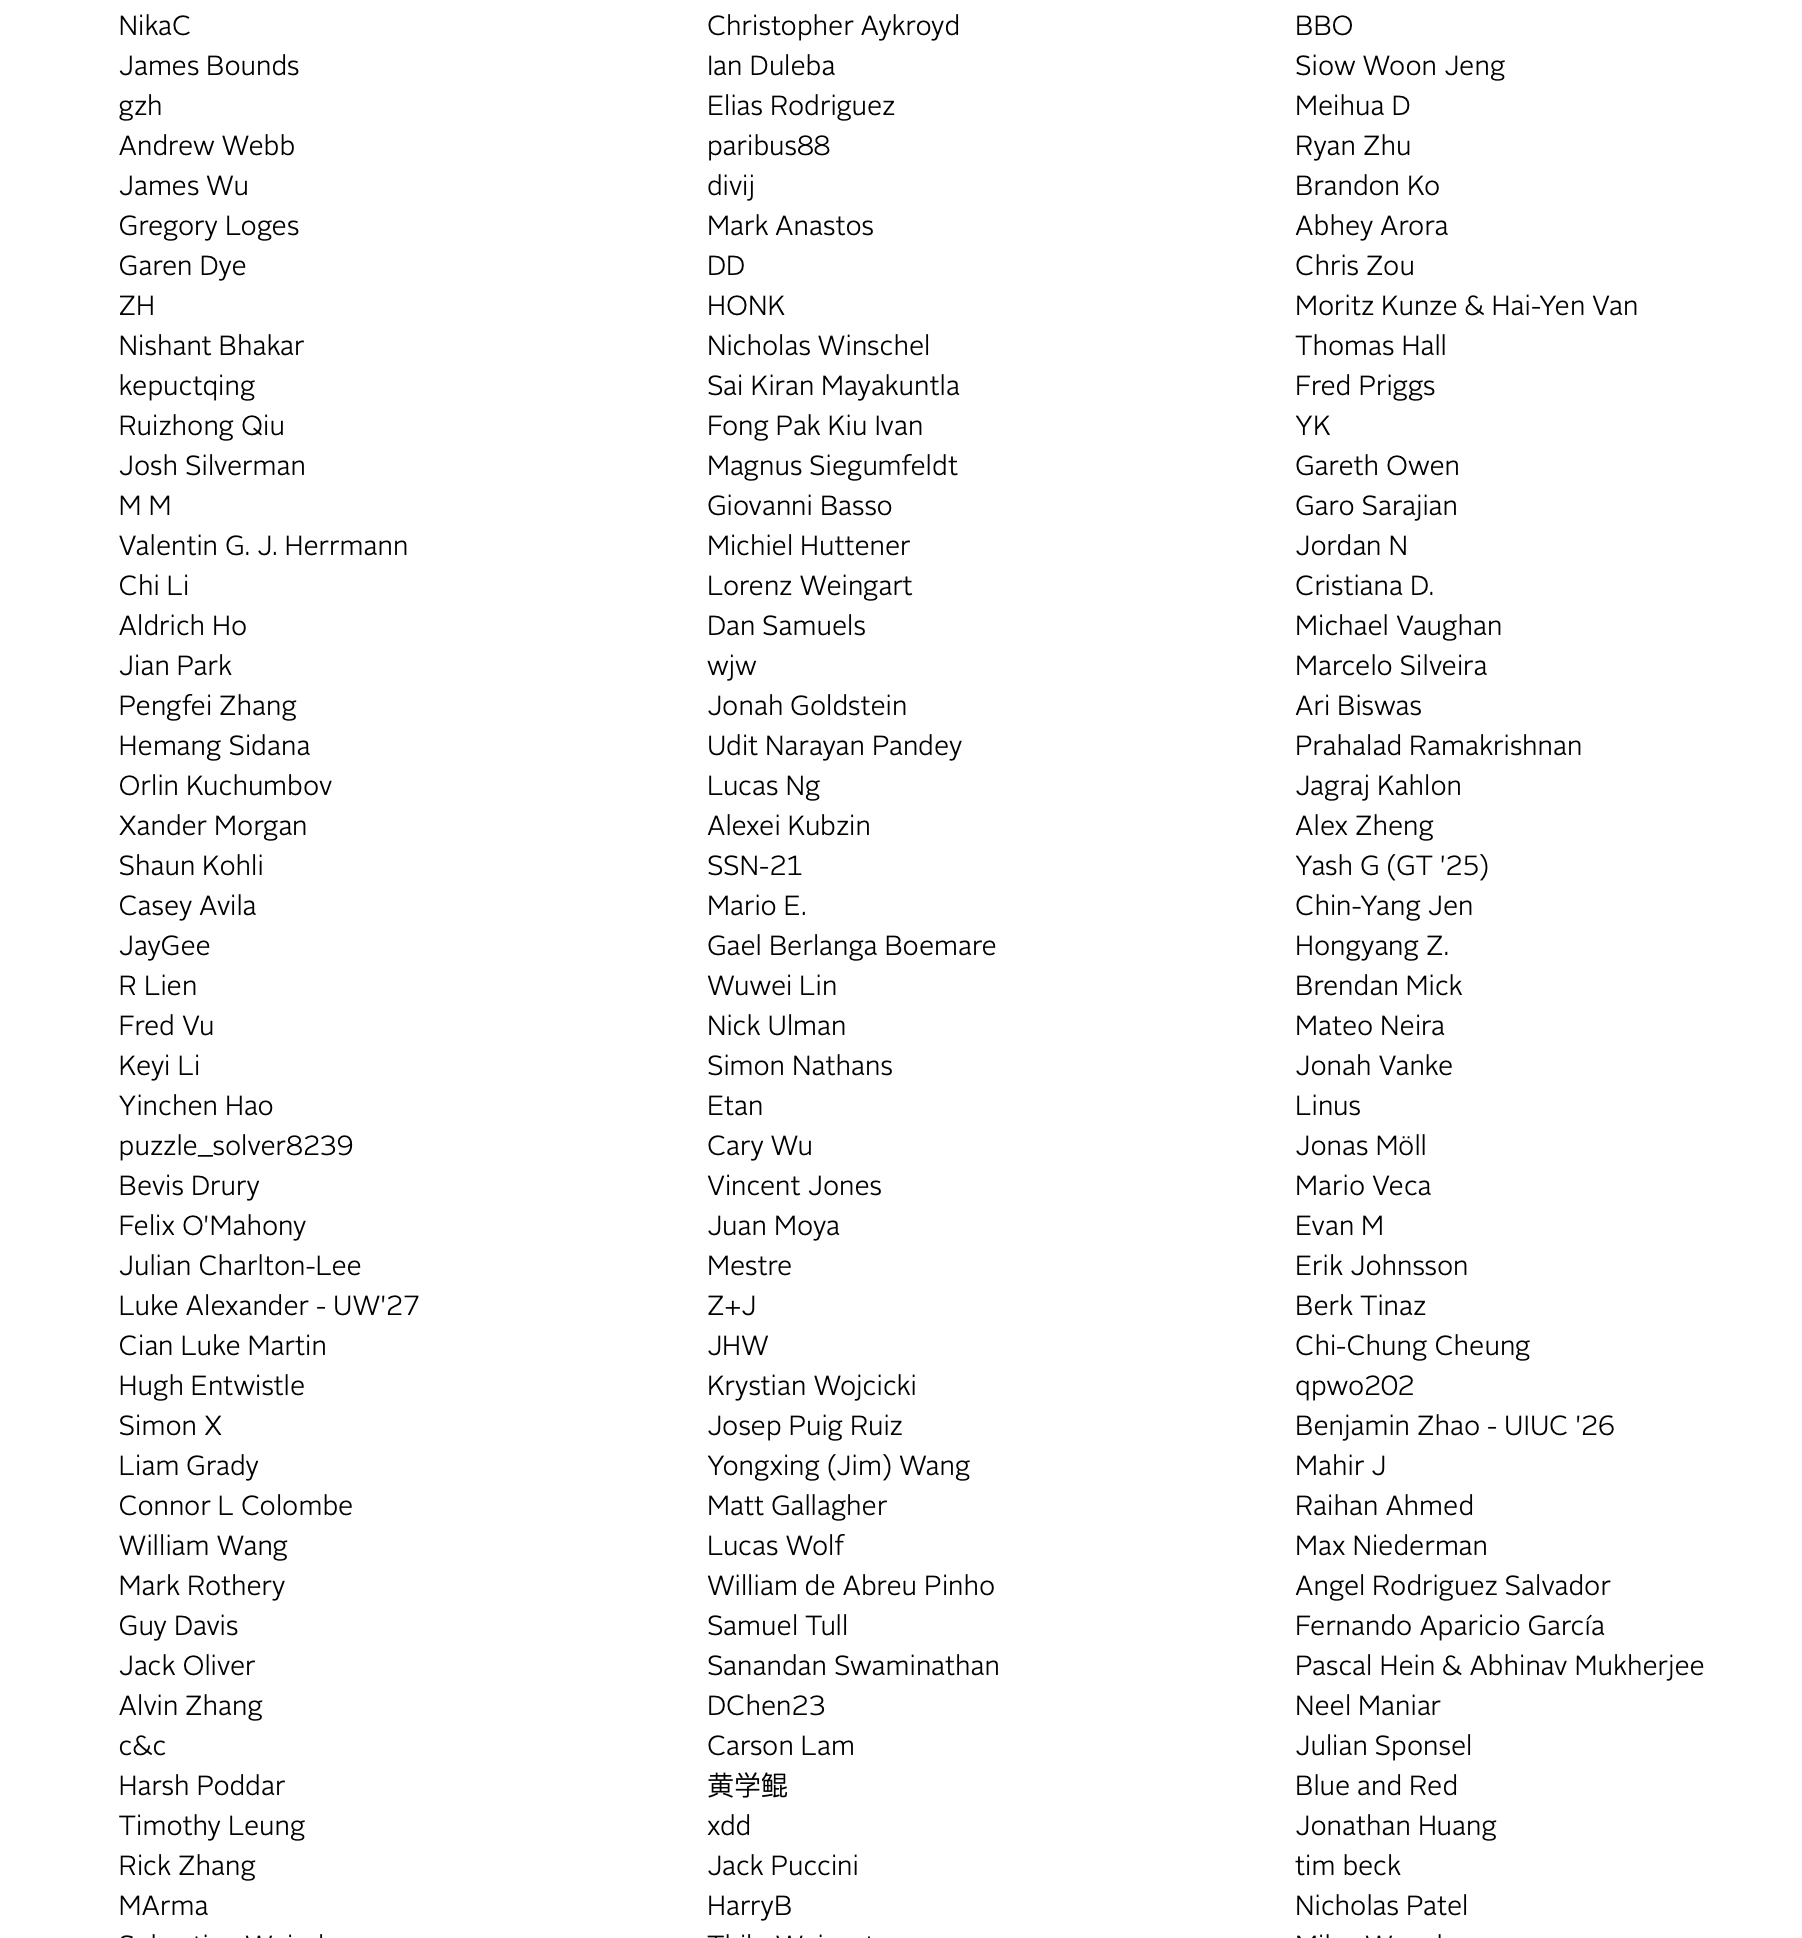 NikaC
James Bounds
gzh
Andrew Webb
James Wu
Gregory Loges
Garen Dye
ZH
Nishant Bhakar
kepuctqing
Ruizhong Qiu
Josh Silverman
M M
Valentin G. J. Herrmann
Chi Li
Aldrich Ho
Jian Park
Pengfei Zhang
Hemang Sidana
Orlin Kuchumbov
Xander Morgan
Shaun Kohli
Casey Avila
JayGee
R Lien
Fred Vu
Keyi Li
Yinchen Hao
puzzle_solver8239
Bevis Drury
Felix O'Mahony
Julian Charlton-Lee
Luke Alexander - UW'27
Cian Luke Martin
Hugh Entwistle
Simon X
Liam Grady
Connor L Colombe
William Wang
Mark Rothery
Guy Davis
Jack Oliver
Alvin Zhang
c&c
Harsh Poddar
Timothy Leung
Rick Zhang
MArma
Christopher Aykroyd
Ian Duleba
Elias Rodriguez
paribus88
divij
Mark Anastos
DD
HONK
Nicholas Winschel
Sai Kiran Mayakuntla
Fong Pak Kiu Ivan
Magnus Siegumfeldt
Giovanni Basso
Michiel Huttener
Lorenz Weingart
Dan Samuels
wjw
Jonah Goldstein
Udit Narayan Pandey
Lucas Ng
Alexei Kubzin
SSN-21
Mario E.
Gael Berlanga Boemare
Wuwei Lin
Nick Ulman
Simon Nathans
Etan
Cary Wu
Vincent Jones
Juan Moya
Mestre
Z+J
JHW
Krystian Wojcicki
Josep Puig Ruiz
Yongxing (Jim) Wang
Matt Gallagher
Lucas Wolf
William de Abreu Pinho
Samuel Tull
Sanandan Swaminathan
DChen23
Carson Lam
黄学鲲
xdd
Jack Puccini
HarryB
BBO
Siow Woon Jeng
Meihua D
Ryan Zhu
Brandon Ko
Abhey Arora
Chris Zou
Moritz Kunze & Hai-Yen Van
Thomas Hall
Fred Priggs
YK
Gareth Owen
Garo Sarajian
Jordan N
Cristiana D.
Michael Vaughan
Marcelo Silveira
Ari Biswas
Prahalad Ramakrishnan
Jagraj Kahlon
Alex Zheng
Yash G (GT '25)
Chin-Yang Jen
Hongyang Z.
Brendan Mick
Mateo Neira
Jonah Vanke
Linus
Jonas Möll
Mario Veca
Evan M
Erik Johnsson
Berk Tinaz
Chi-Chung Cheung
qpwo202
Benjamin Zhao - UIUC '26
Mahir J
Raihan Ahmed
Max Niederman
Angel Rodriguez Salvador
Fernando Aparicio García
Pascal Hein & Abhinav Mukherjee
Neel Maniar
Julian Sponsel
Blue and Red
Jonathan Huang
tim beck
Nicholas Patel